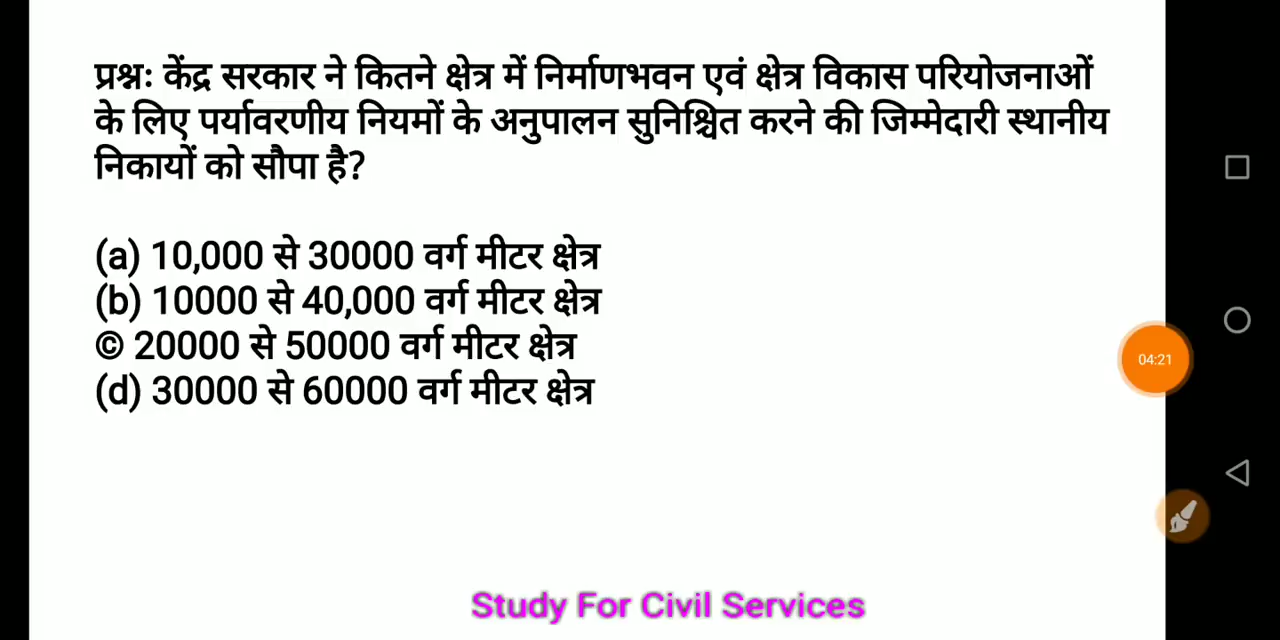 प्रश्नः केंद्र सरकार ने कितने क्षेत्र में निर्माणभवन एवं क्षेत्र विकास परियोजनाओं
के लिए पर्यावरणीय नियमों के अनुपालन सुनिश्चित करने की जिम्मेदारी स्थानीय
निकायों को सौपा है?
(a) 10,000 से 30000 वर्ग मीटर क्षेत्र
(b) 10000 से 40,000 वर्ग मीटर क्षेत्र
© 20000 से 50000 वर्ग मीटर क्षेत्र
(d) 30000 से 60000 वर्ग मीटर क्षेत्र
04:21
Study For Civil Services